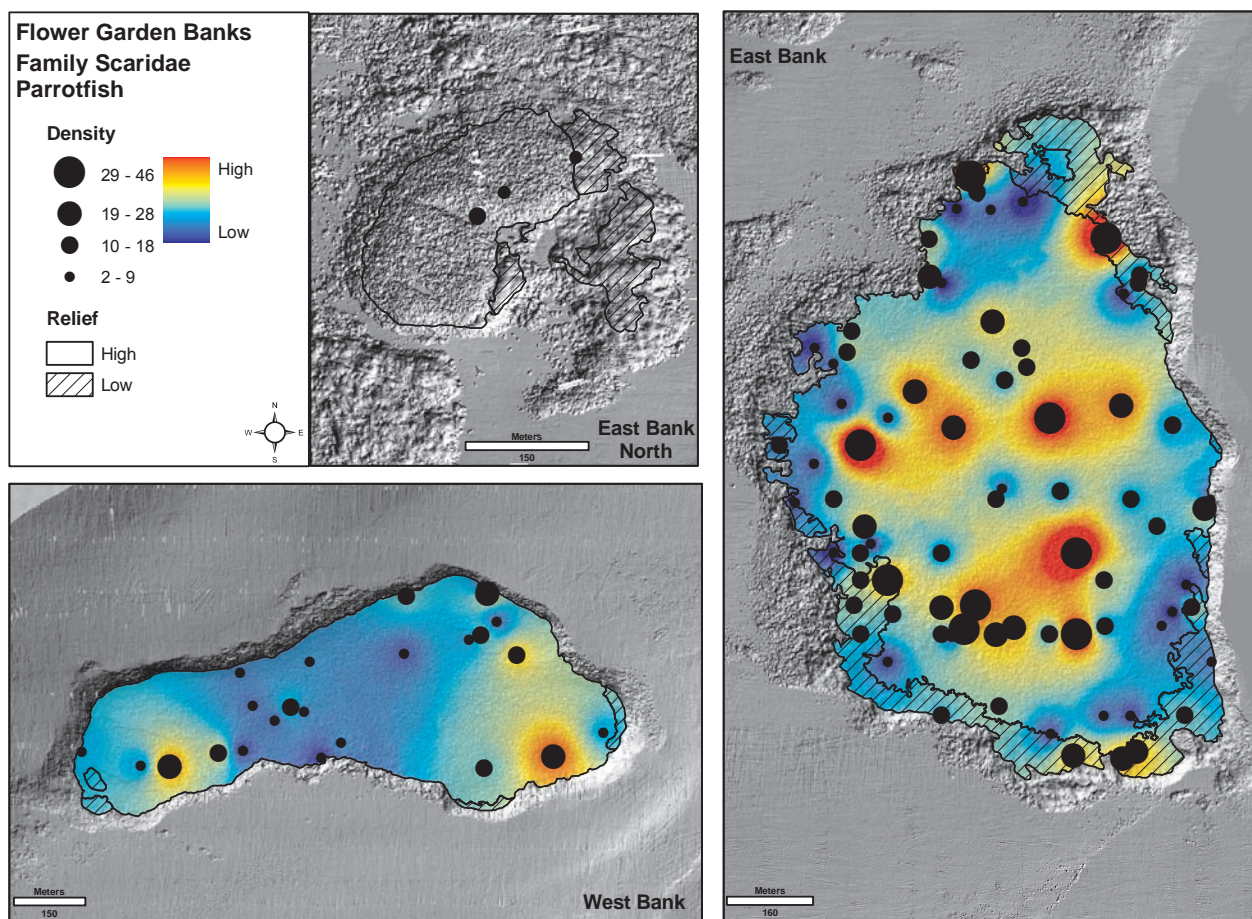 Flower Garden Banks
Family Scaridae
Parrotfish
Density
29 - 46
19 - 28
10 - 18
2 - 9
High
Low
Relief
High
Low
N
W E
S
Meters
150
East Bank
North
East Bank
Meters
160
Meters
150
West Bank